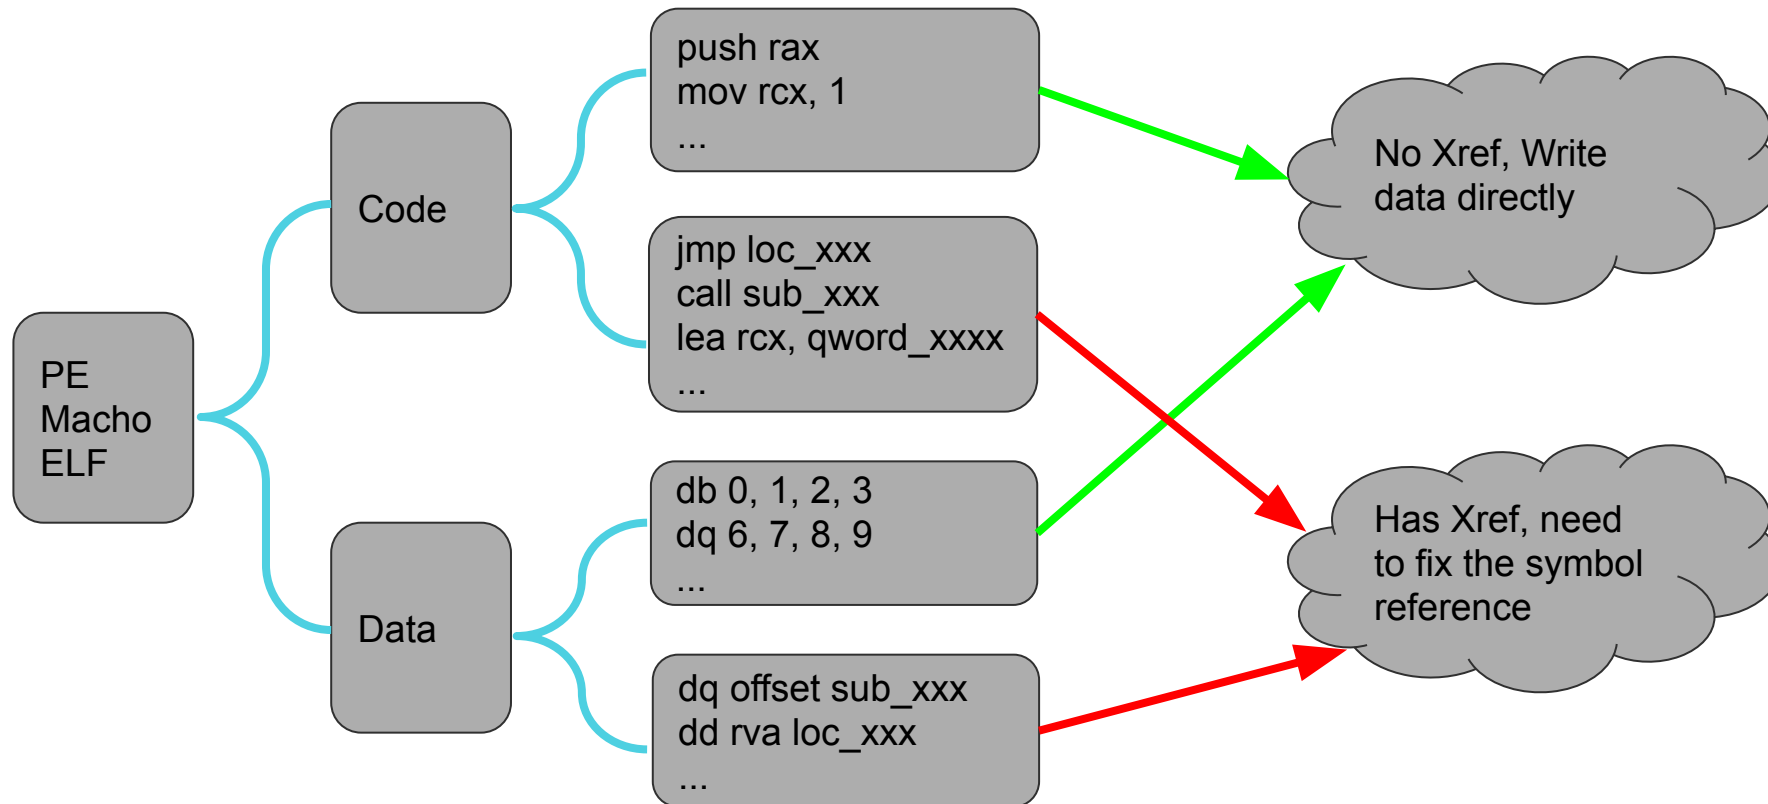 PE
Macho
ELF
Code
Data
push rax
mov rcx, 1
...
jmp loc_xxx
call sub_xxx
lea rcx, qword_xxxx
...
db 0, 1, 2, 3
dq 6, 7, 8, 9
...
dq offset sub_xxx
dd rva loc_xxx
...
No Xref, Write
data directly
Has Xref, need
to fix the symbol
reference